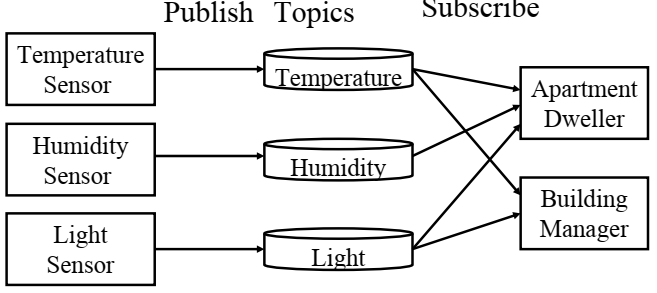 Publish Topics Subscribe
Temperature
Sensor
Temperature
Humidity
Sensor
Humidity
Light
Sensor
Light
Apartment
Dweller
Building
Manager